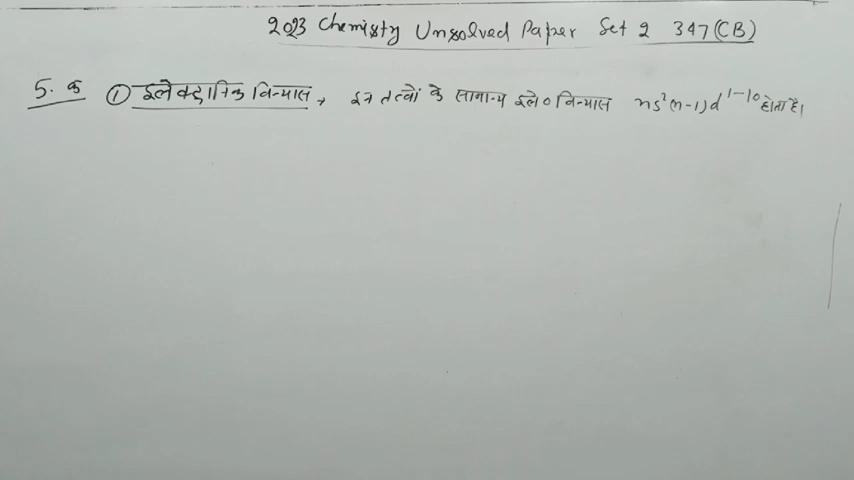 2023 Chemistry Unsolved Paper Set 2 347 (CB)
5. क ① इलेक्ट्रानिक विन्यास, इन तत्वों के सामान्य इले० विन्यास ns²(n-1)d¹⁻¹⁰ होता है।